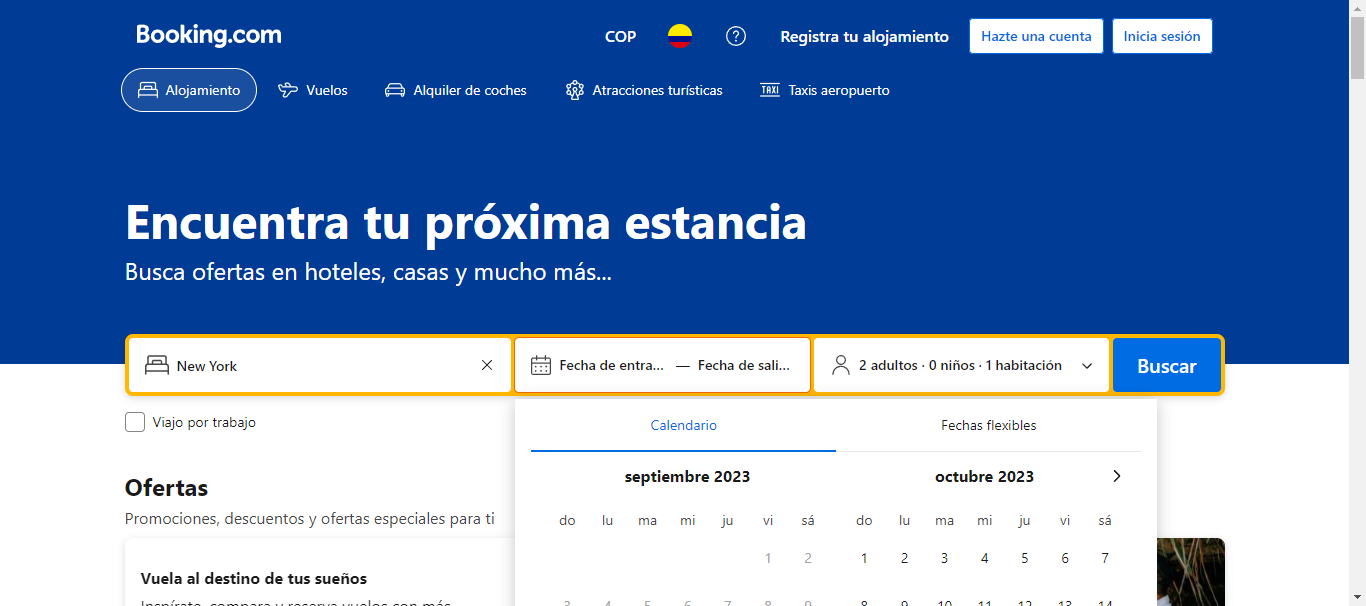 Booking.com
COP
Registra tu alojamiento
Hazte una cuenta
Inicia sesión
Alojamiento
Vuelos
Alquiler de coches
Atracciones turísticas
TAXI Taxis aeropuerto
Encuentra tu próxima estancia
Busca ofertas en hoteles, casas y mucho más...
New York
Fecha de entra... — Fecha de sali...
2 adultos · 0 niños · 1 habitación
Buscar
Viajo por trabajo
Calendario
Fechas flexibles
septiembre 2023
do lu ma mi ju vi sá
1 2
3 4 5 6 7 8 9
octubre 2023
do lu ma mi ju vi sá
1 2 3 4 5 6 7
8 9 10 11 12 13 14
Ofertas
Promociones, descuentos y ofertas especiales para ti
Vuela al destino de tus sueños
Inspírate, compara y reserva vuelos con más